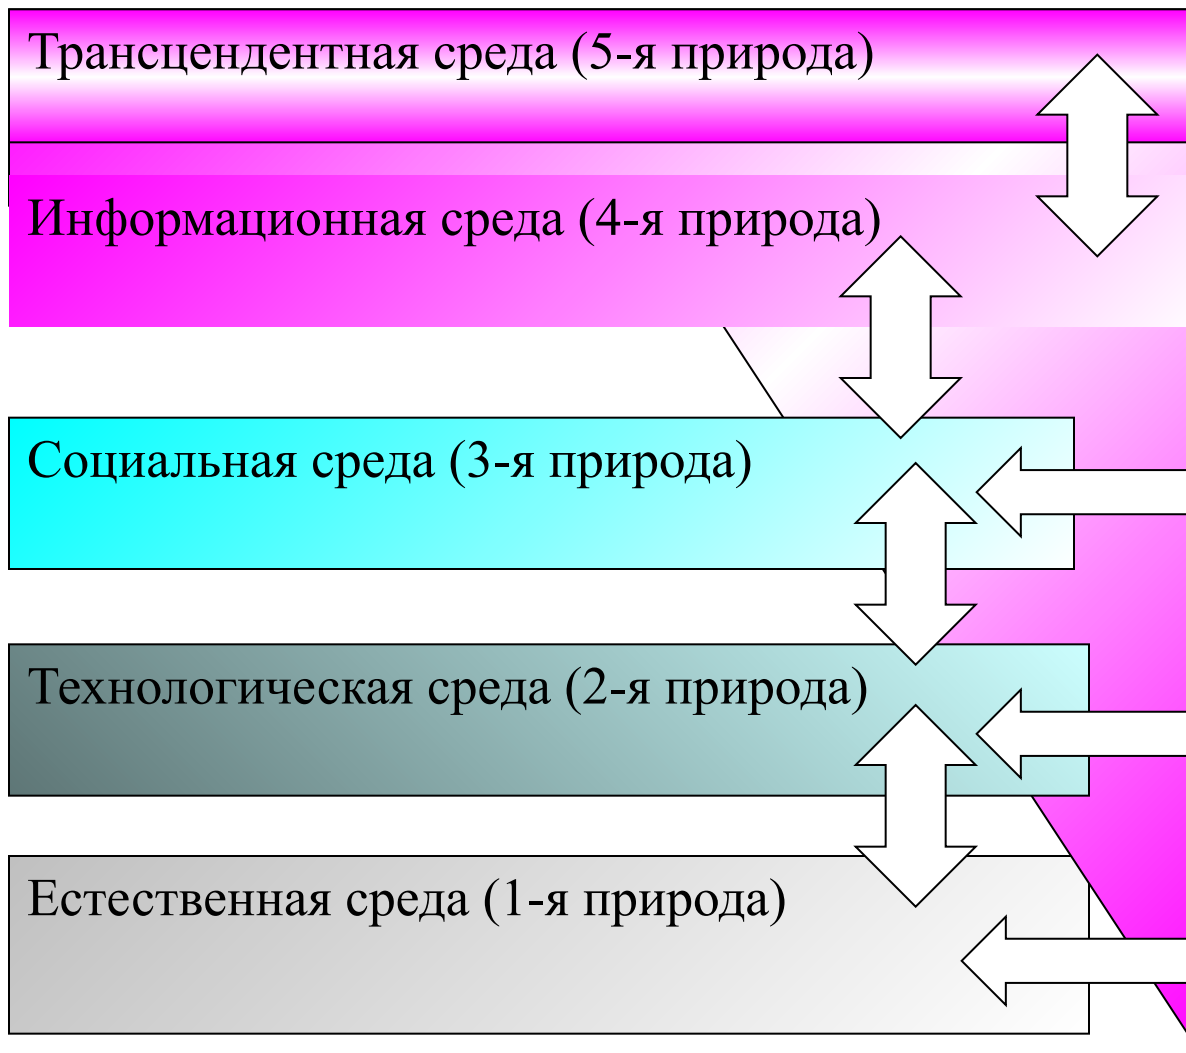 Трансцендентная среда (5-я природа)
Информационная среда (4-я природа)
Социальная среда (3-я природа)
Технологическая среда (2-я природа)
Естественная среда (1-я природа)